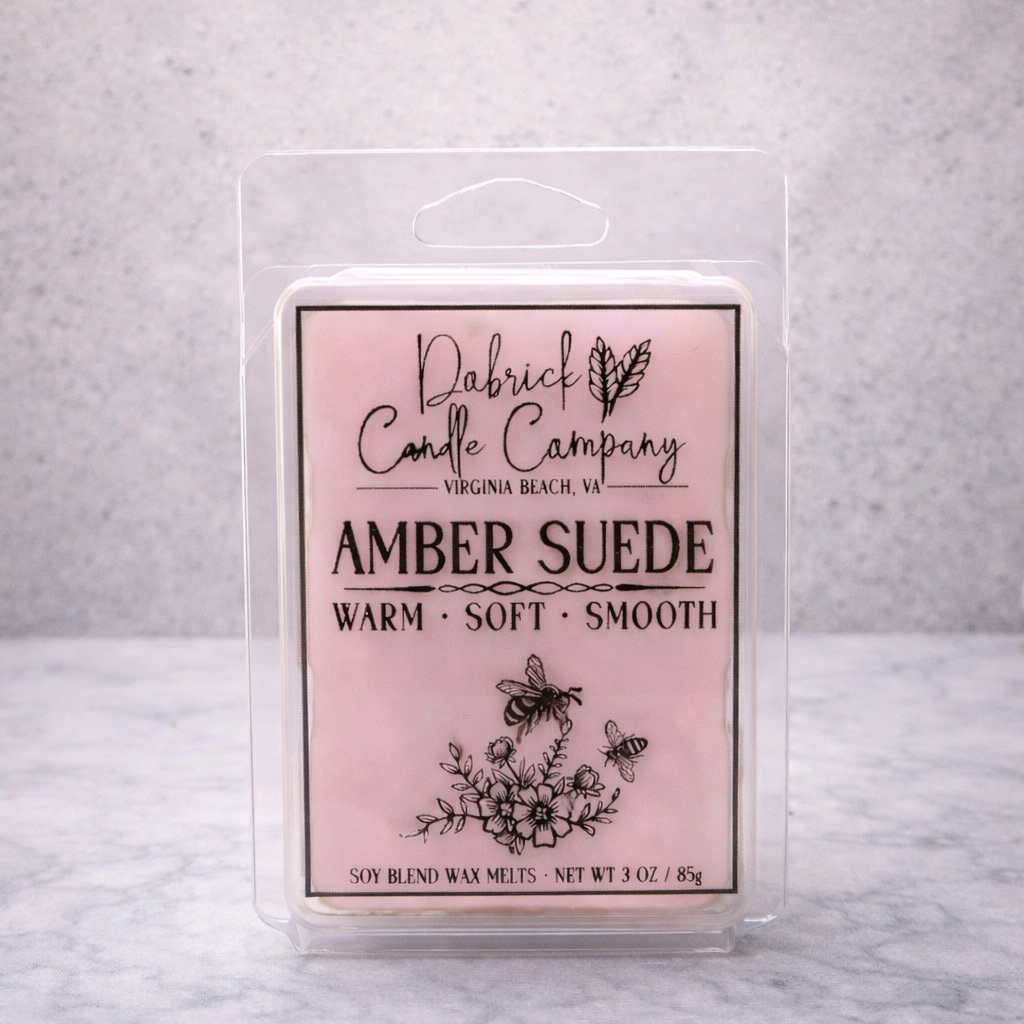 Dabrick
Candle Company
VIRGINIA BEACH, VA
AMBER SUEDE
WARM · SOFT · SMOOTH
SOY BLEND WAX MELTS · NET WT 3 OZ / 85g